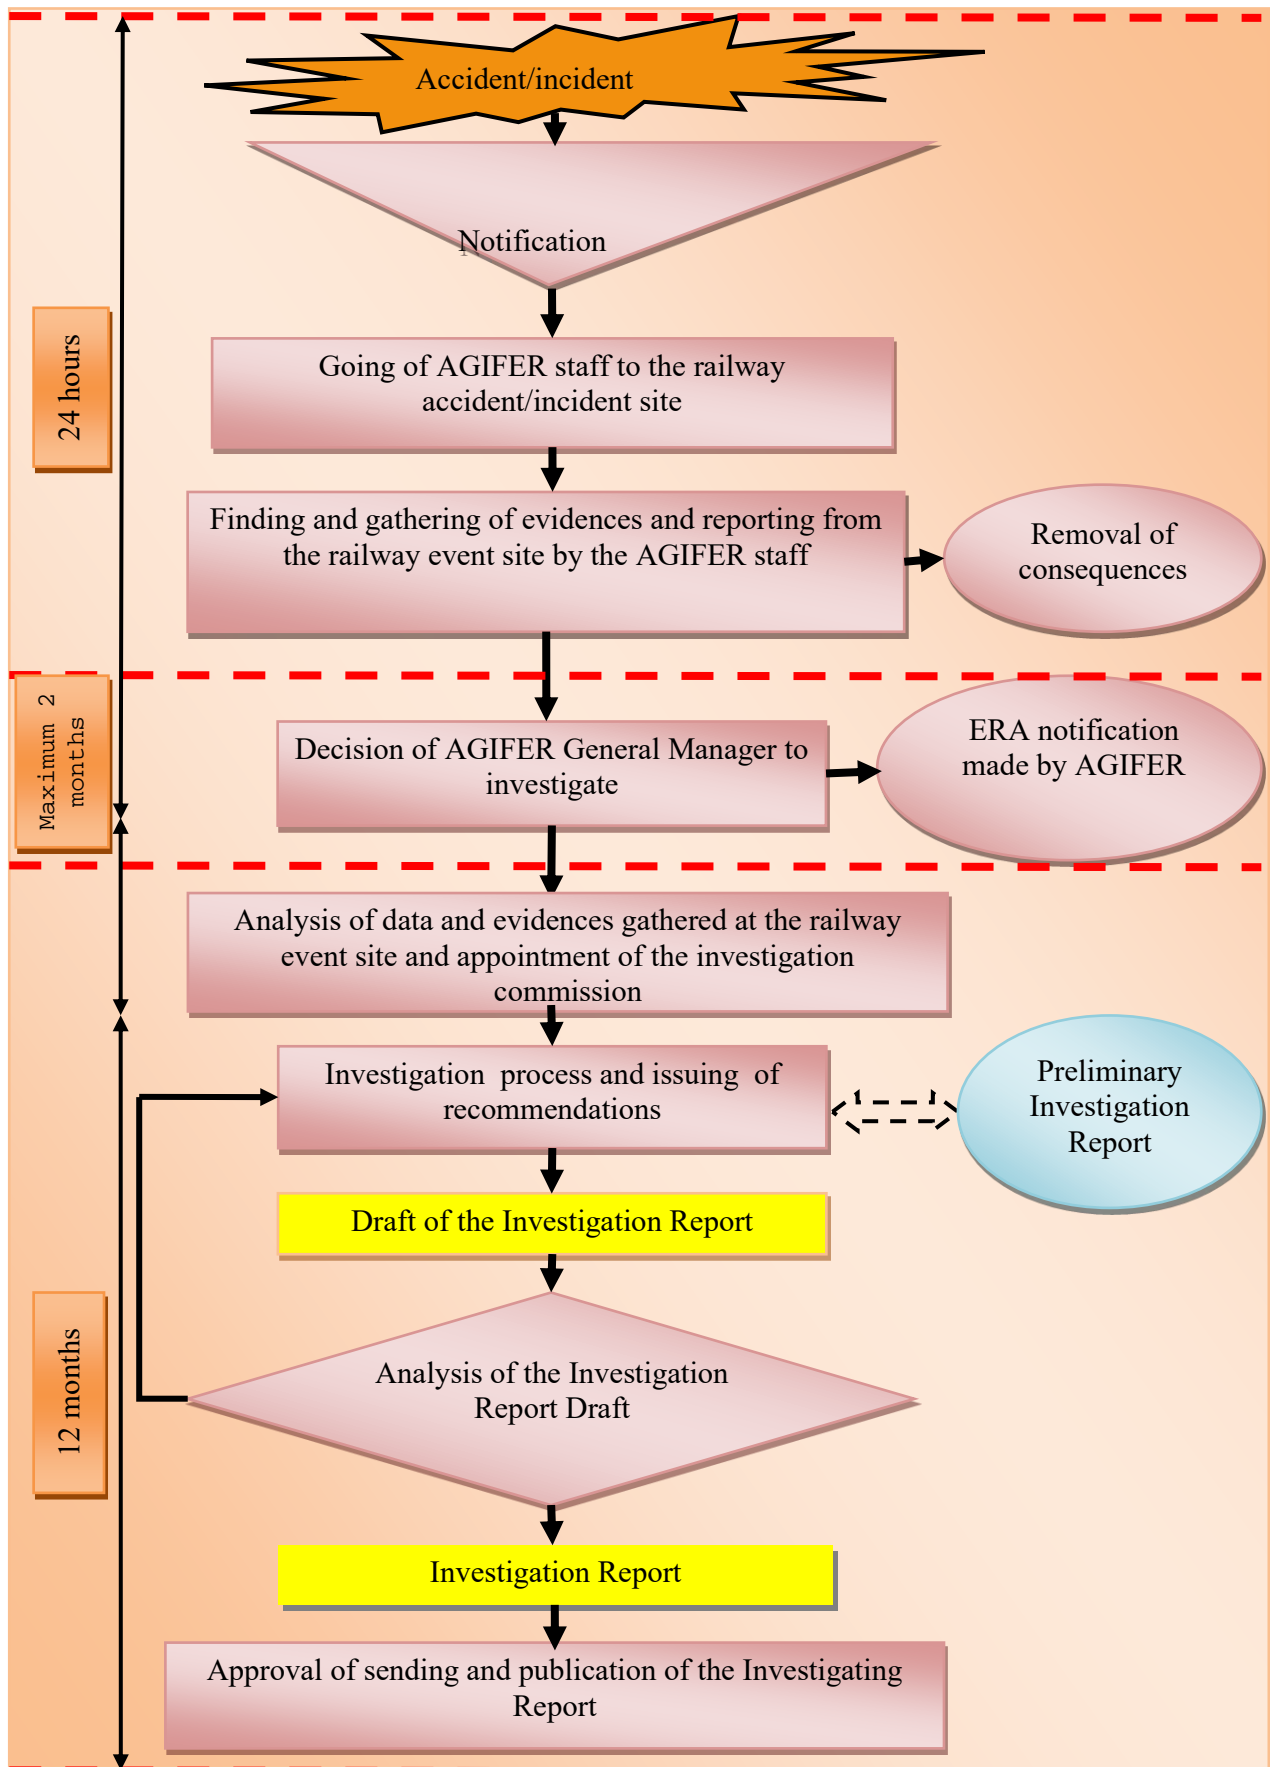 Accident/incident
Notification
24 hours
Going of AGIFER staff to the railway
accident/incident site
Finding and gathering of evidences and reporting from
the railway event site by the AGIFER staff
Removal of
consequences
Maximum 2
months
Decision of AGIFER General Manager to
investigate
ERA notification
made by AGIFER
Analysis of data and evidences gathered at the railway
event site and appointment of the investigation
commission
Investigation process and issuing of
recommendations
Preliminary
Investigation
Report
Draft of the Investigation Report
12 months
Analysis of the Investigation
Report Draft
Investigation Report
Approval of sending and publication of the Investigating
Report